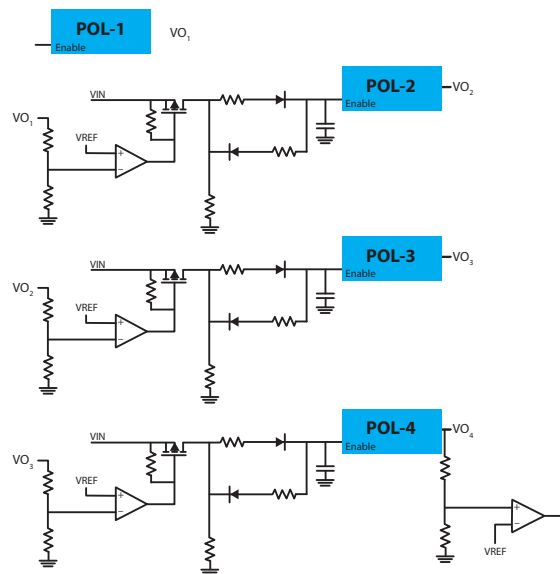 POL-1
Enable
VO₁
VIN
POL-2
Enable
VO₂
VO₁
VREF
+
−
VIN
POL-3
Enable
VO₃
VO₂
VREF
+
−
VIN
POL-4
Enable
VO₄
VO₃
VREF
+
−
+
−
VREF